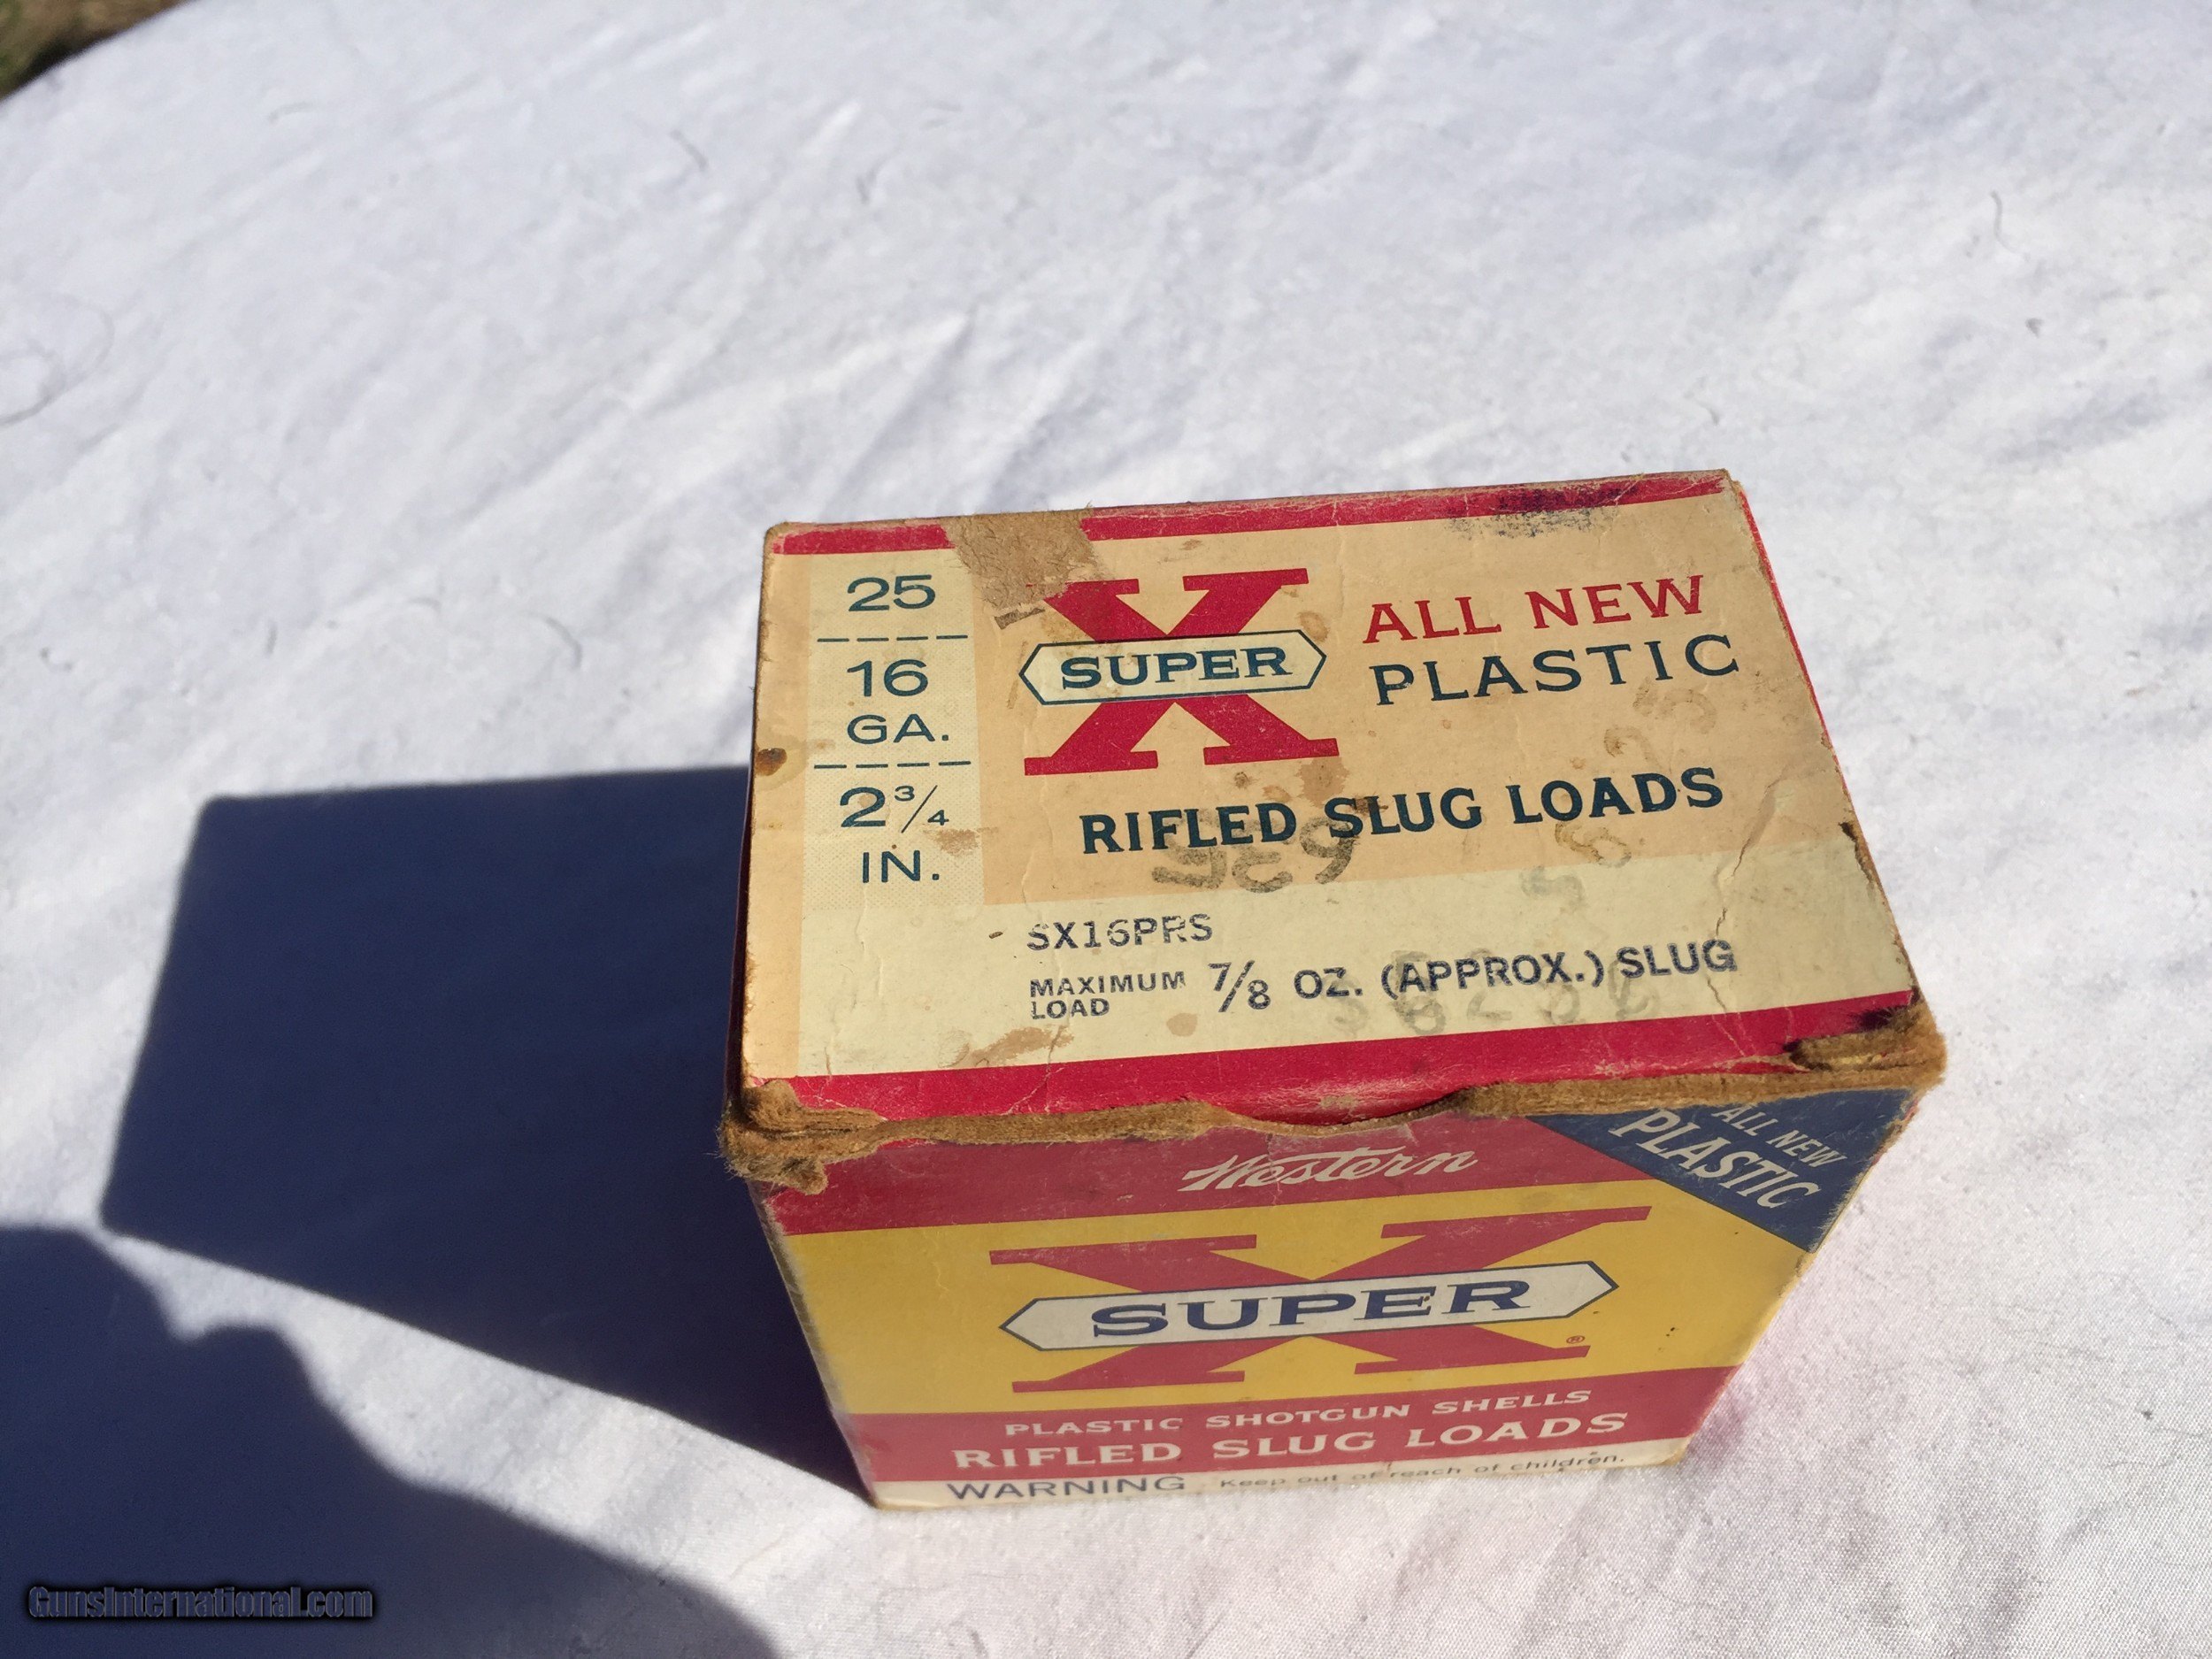 25
16
GA.
2 3/4
IN.
X
SUPER
ALL NEW
PLASTIC
RIFLED SLUG LOADS
SX16PRS
MAXIMUM LOAD 7/8 OZ. (APPROX.) SLUG
Western
ALL NEW
PLASTIC
X
SUPER
®
PLASTIC SHOTGUN SHELLS
RIFLED SLUG LOADS
WARNING Keep out of reach of children.
GunsInternational.com